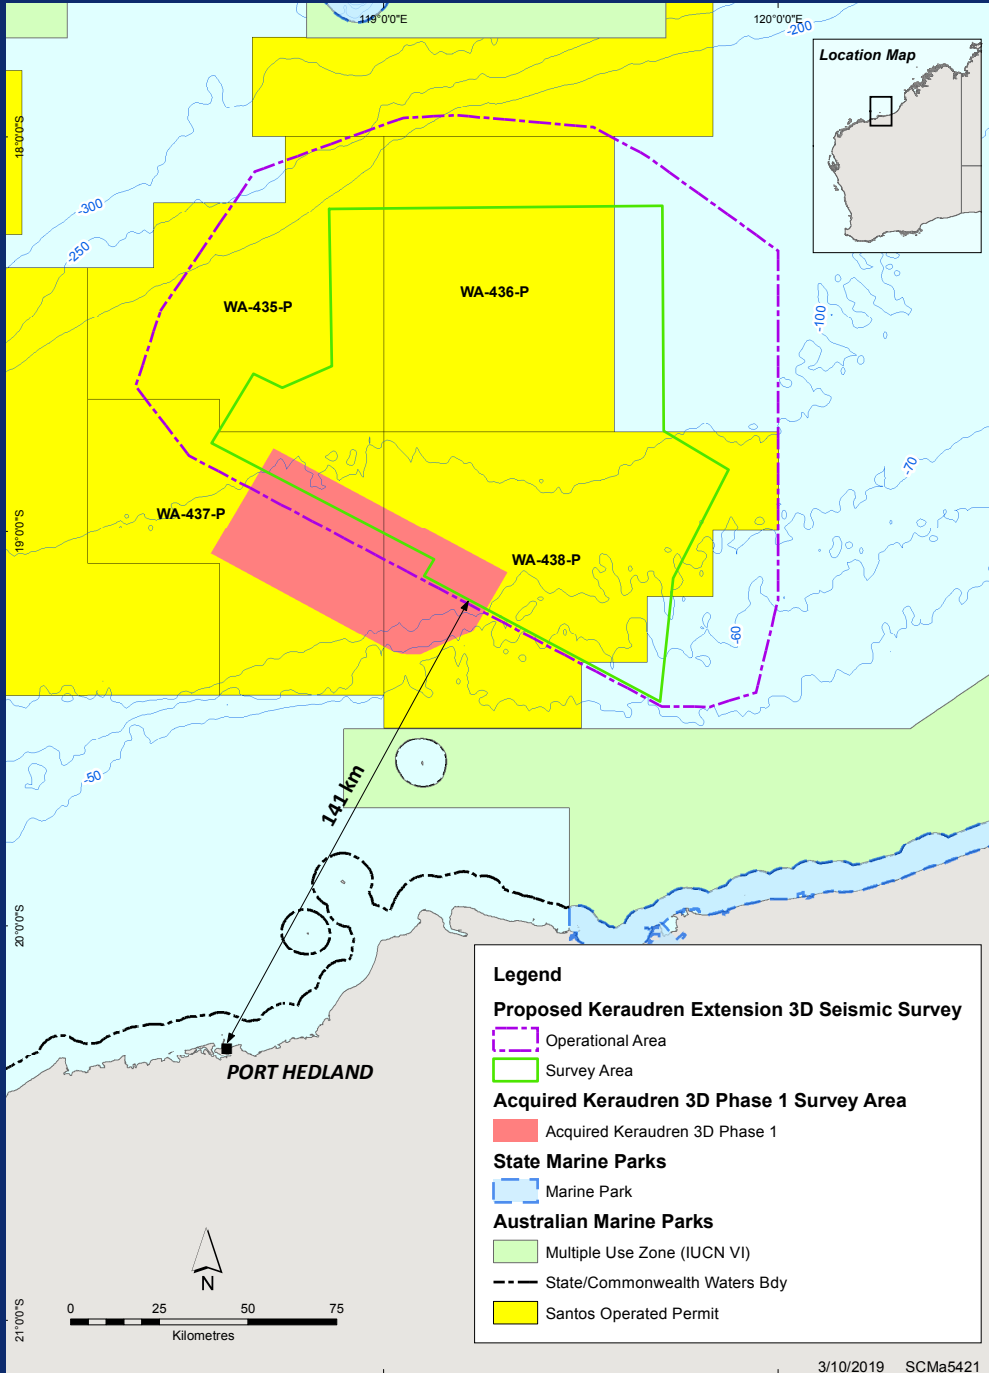 119°0'0"E
120°0'0"E
-200
Location Map
18°0'0"S
-300
-250
WA-435-P
WA-436-P
-100
-70
WA-437-P
19°0'0"S
WA-438-P
-60
-50
141 km
20°0'0"S
PORT HEDLAND
Legend
Proposed Keraudren Extension 3D Seismic Survey
Operational Area
Survey Area
Acquired Keraudren 3D Phase 1 Survey Area
Acquired Keraudren 3D Phase 1
State Marine Parks
Marine Park
Australian Marine Parks
Multiple Use Zone (IUCN VI)
State/Commonwealth Waters Bdy
Santos Operated Permit
N
0 25 50 75
Kilometres
21°0'0"S
3/10/2019 SCMa5421